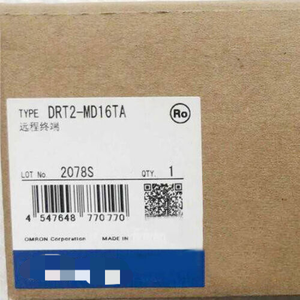 TYPE DRT2-MD16TA
Ro
远程终端
LOT No. 2078S QTY. 1
4 547648 770770
OMRON Corporation MADE IN